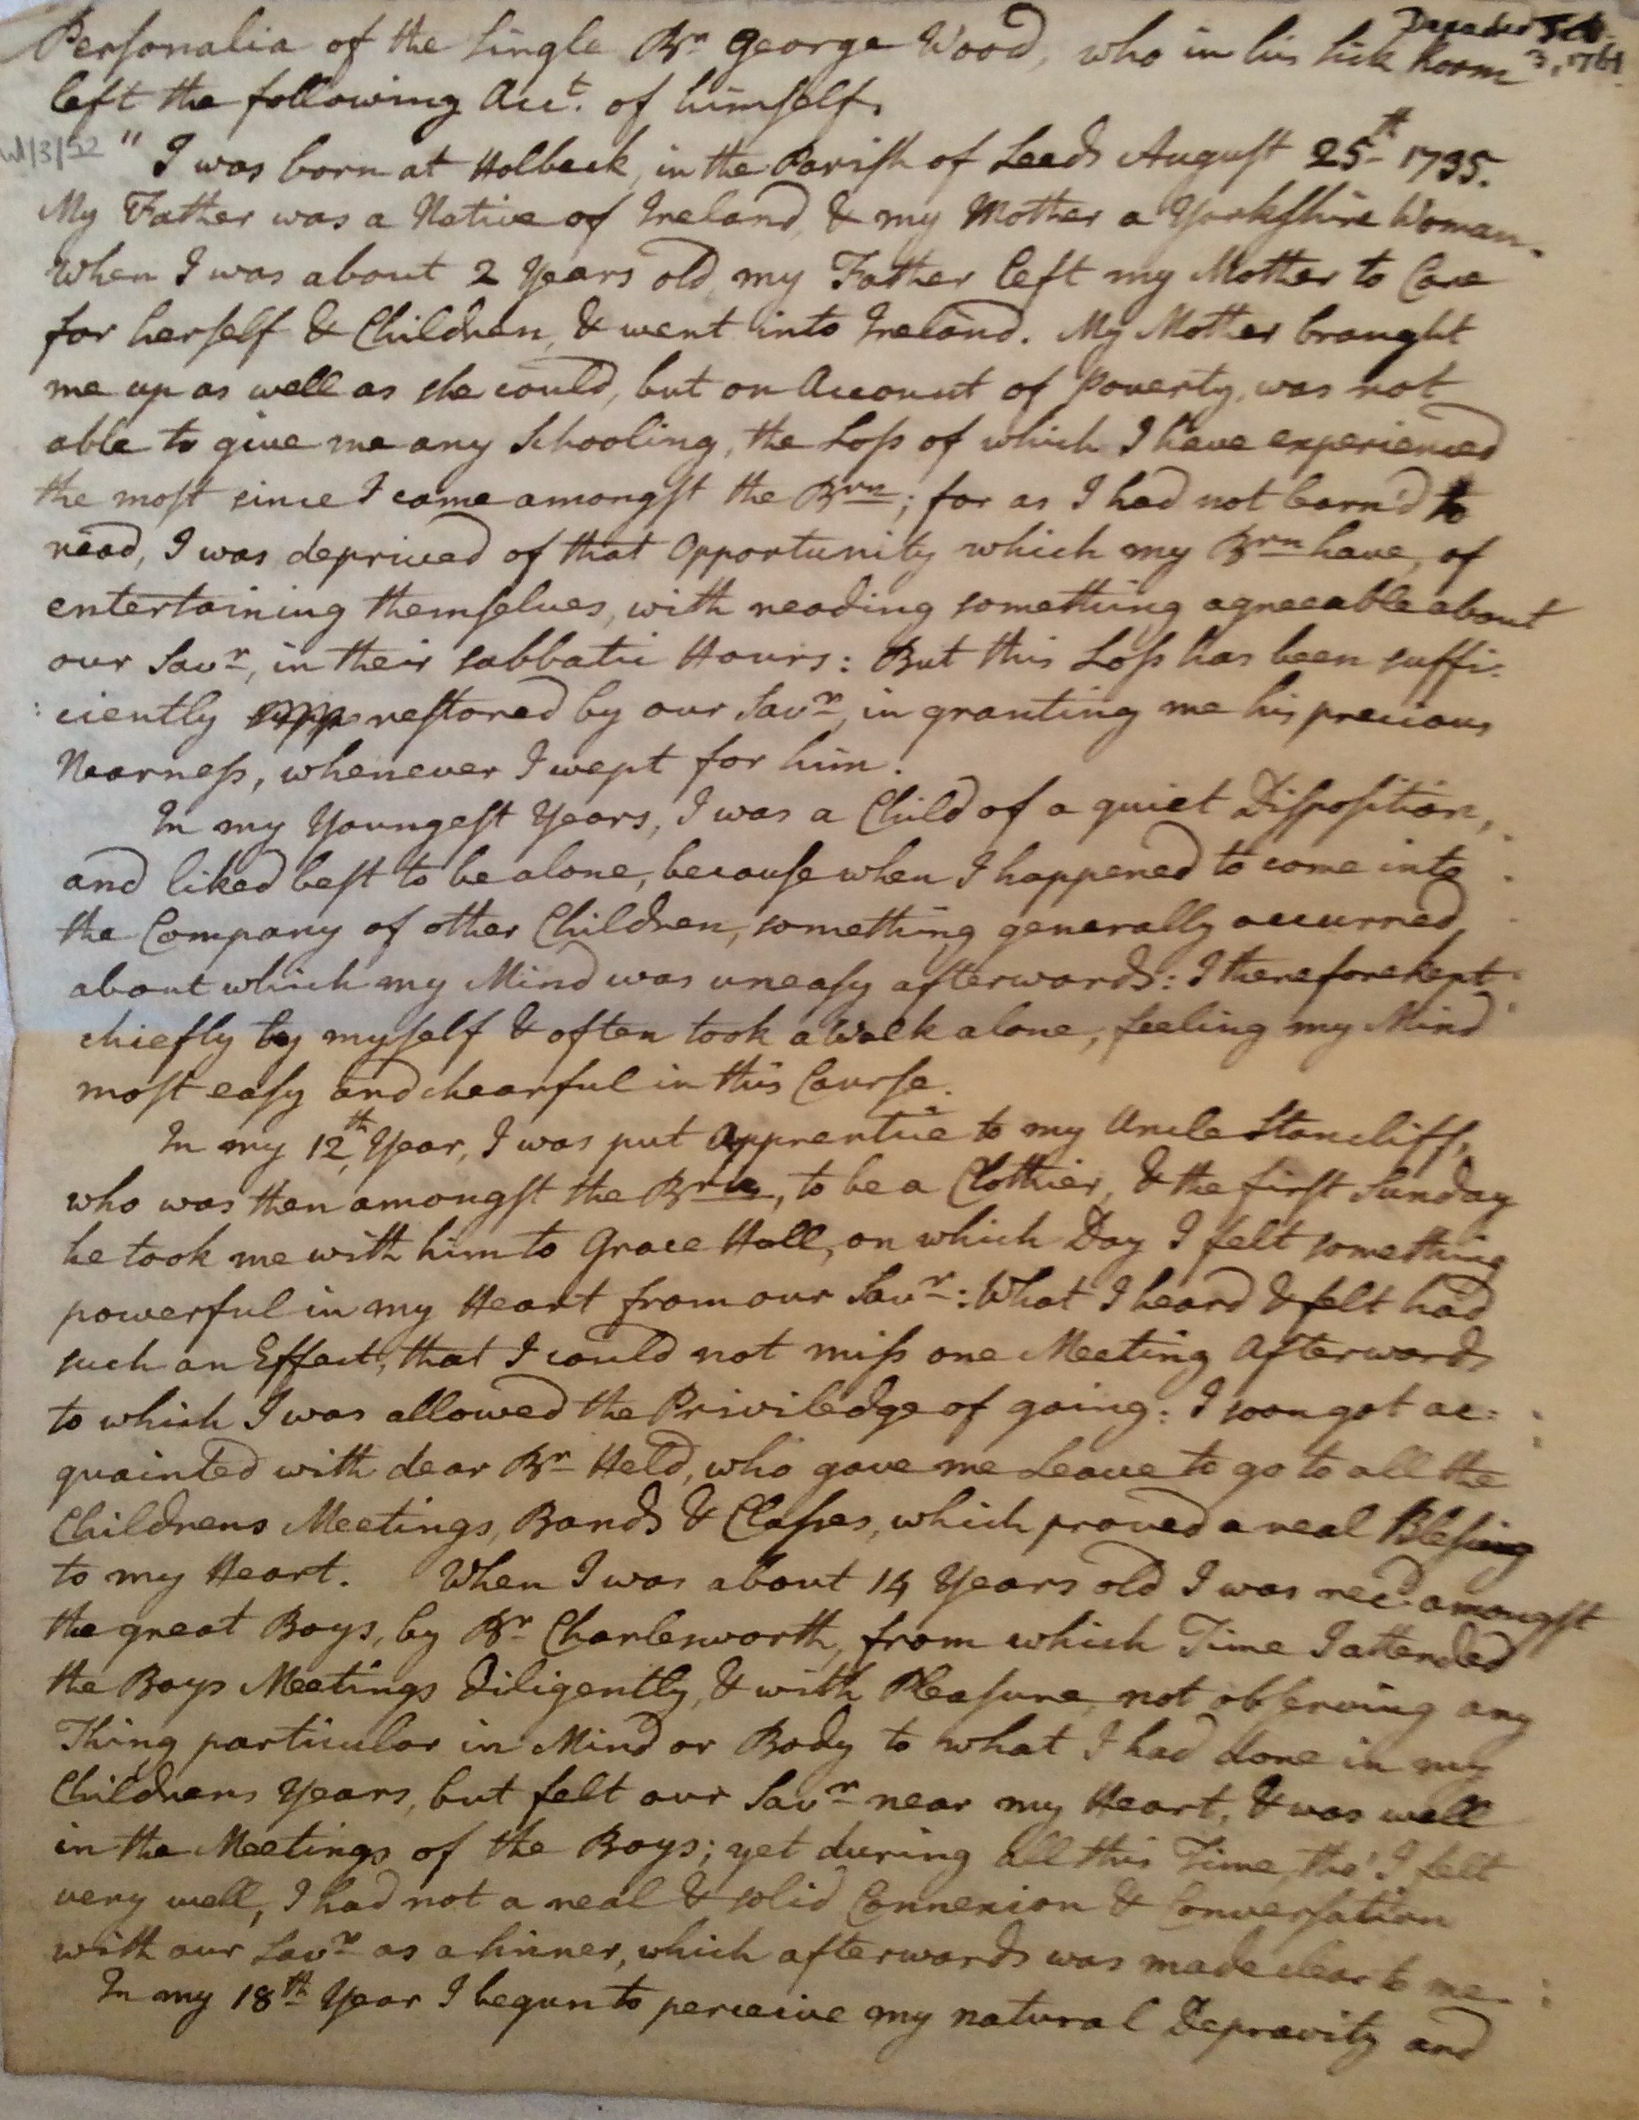 Personalia of the Single Br. George Wood, who in his sick Room
3, 1761
left the following Acct. of himself.
W/3/52
" I was born at Holbeck, in the Parish of Leeds August 25th 1735.
My Father was a Native of Ireland, & my Mother a Yorkshire Woman.
When I was about 2 Years old my Father left my Mother to Care
for herself & Children, & went into Ireland. My Mother brought
me up as well as she could, but on Account of Poverty, was not
able to give me any Schooling, the Loss of which I have experienced
the most since I came amongst the Brn; for as I had not learn'd to
read, I was deprived of that Opportunity which my Brn have, of
entertaining themselves, with reading something agreeable about
our Savr, in their sabbatic Hours: But this Loss has been suffi:
:ciently restored by our Savr, in granting me his precious
Nearness, whenever I wept for him.
In my Youngest Years, I was a Child of a quiet Disposition,
and liked best to be alone, because when I happened to come into
the Company of other Children, something generally occurred,
about which my Mind was uneasy afterwards: I therefore kept
chiefly by myself & often took a Walk alone, feeling my Mind
most easy and chearful in this Course.
In my 12th Year, I was put Apprentice to my Uncle Stancliff,
who was then amongst the Brn, to be a Clothier, & the first Sunday
he took me with him to Grace Hall, on which Day I felt something
powerful in my Heart from our Savr: What I heard & felt had
such an Effect, that I could not miss one Meeting Afterwards
to which I was allowed the Priviledge of going: I soon got ac:
quainted with dear Br Held, who gave me Leave to go to all the
Childrens Meetings, Bands & Classes, which proved a real Blessing
to my Heart. When I was about 14 Years old I was recd amongst
the great Boys, by Br Charlesworth, from which Time I attended
the Boys Meetings diligently, & with Pleasure, not observing any
Thing particular in Mind or Body to what I had done in my
Childrens Years, but felt our Savr near my Heart, & was well
in the Meetings of the Boys; yet during all this Time, tho' I felt
very well, I had not a real & solid Connexion & Conversation
with our Savr as a Sinner, which afterwards was made clear to me.
In my 18th Year I begun to perceive my natural Depravity and